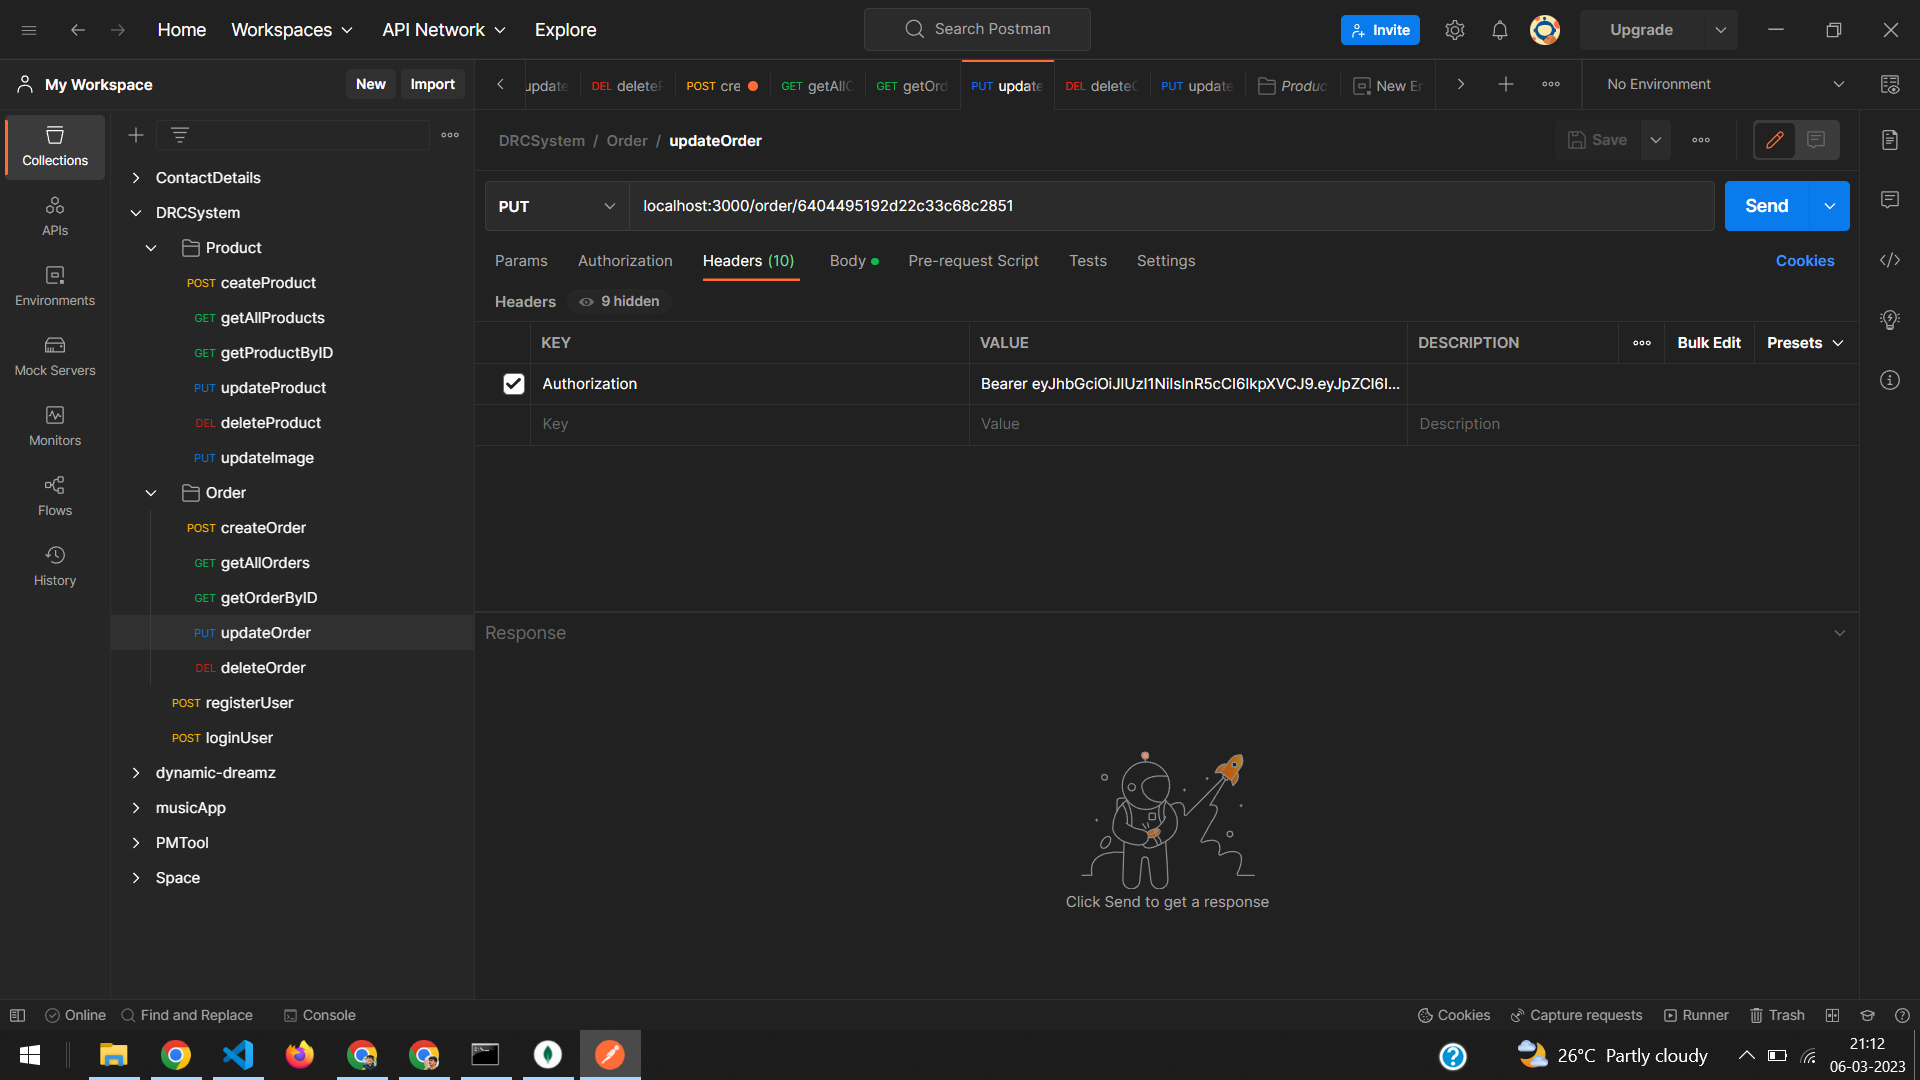 Home Workspaces API Network Explore
Search Postman
Invite
Upgrade
My Workspace
New Import
update
DEL deleteP
POST cre
GET getAllO
GET getOrd
PUT update
DEL deleteO
PUT update
Produc
New Er
No Environment
Collections
APIs
Environments
Mock Servers
Monitors
Flows
History
ContactDetails
DRCSystem
Product
POST ceateProduct
GET getAllProducts
GET getProductByID
PUT updateProduct
DEL deleteProduct
PUT updateImage
Order
POST createOrder
GET getAllOrders
GET getOrderByID
PUT updateOrder
DEL deleteOrder
POST registerUser
POST loginUser
dynamic-dreamz
musicApp
PMTool
Space
DRCSystem / Order / updateOrder
Save
PUT localhost:3000/order/6404495192d22c33c68c2851
Send
Params Authorization Headers (10) Body Pre-request Script Tests Settings
Cookies
Headers 9 hidden
KEY VALUE DESCRIPTION
Bulk Edit Presets
Authorization Bearer eyJhbGciOiJIUzI1NiIsInR5cCI6IkpXVCJ9.eyJpZCI6I...
Key Value Description
Response
Click Send to get a response
Online Find and Replace Console
Cookies Capture requests Runner Trash
26°C Partly cloudy
21:12
06-03-2023